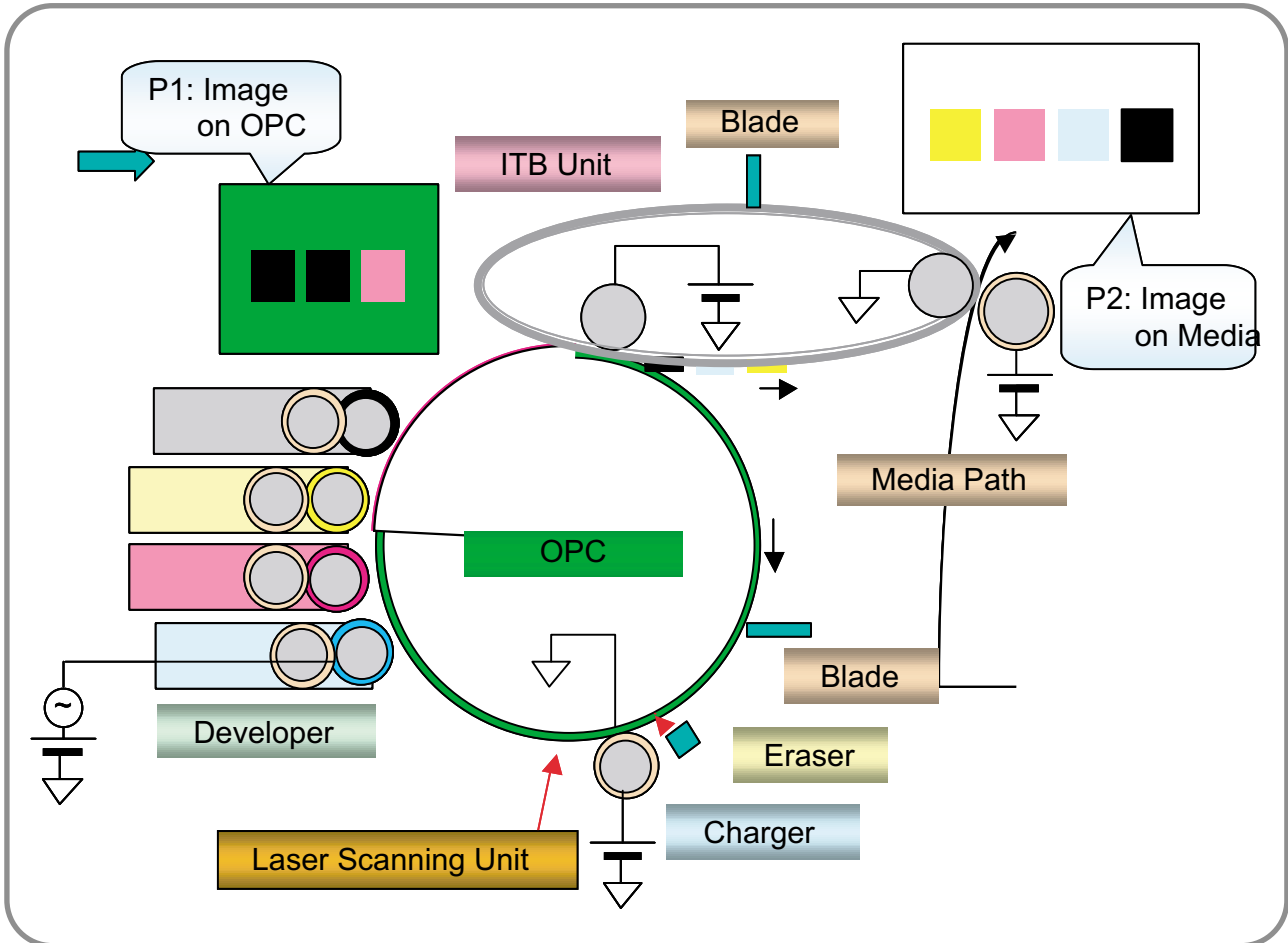 P1: Image
on OPC
Blade
ITB Unit
P2: Image
on Media
Media Path
OPC
Blade
Developer
~
Eraser
Charger
Laser Scanning Unit